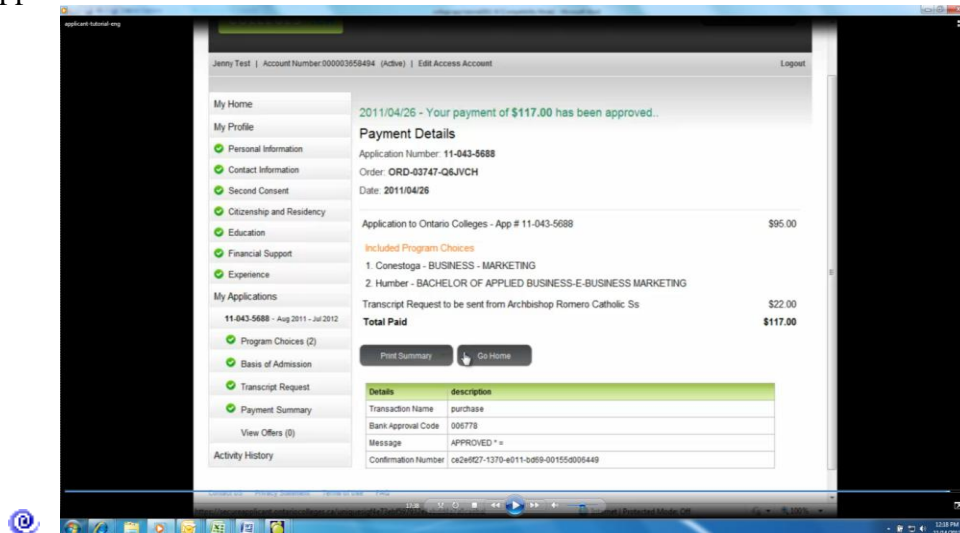 applicant-tutorial-eng
Jenny Test | Account Number:000003658494 (Active) | Edit Access Account Logout
My Home
My Profile
Personal Information
Contact Information
Second Consent
Citizenship and Residency
Education
Financial Support
Experience
My Applications
11-043-5688 - Aug 2011 - Jul 2012
Program Choices (2)
Basis of Admission
Transcript Request
Payment Summary
View Offers (0)
Activity History
2011/04/26 - Your payment of $117.00 has been approved..
Payment Details
Application Number: 11-043-5688
Order: ORD-03747-Q6JVCH
Date: 2011/04/26
Application to Ontario Colleges - App # 11-043-5688 $95.00
Included Program Choices
1. Conestoga - BUSINESS - MARKETING
2. Humber - BACHELOR OF APPLIED BUSINESS-E-BUSINESS MARKETING
Transcript Request to be sent from Archbishop Romero Catholic Ss $22.00
Total Paid $117.00
Print Summary Go Home
Details description
Transaction Name purchase
Bank Approval Code 006778
Message APPROVED * =
Confirmation Number ce2e6f27-1370-e011-bd69-00155d006449
12:18 PM